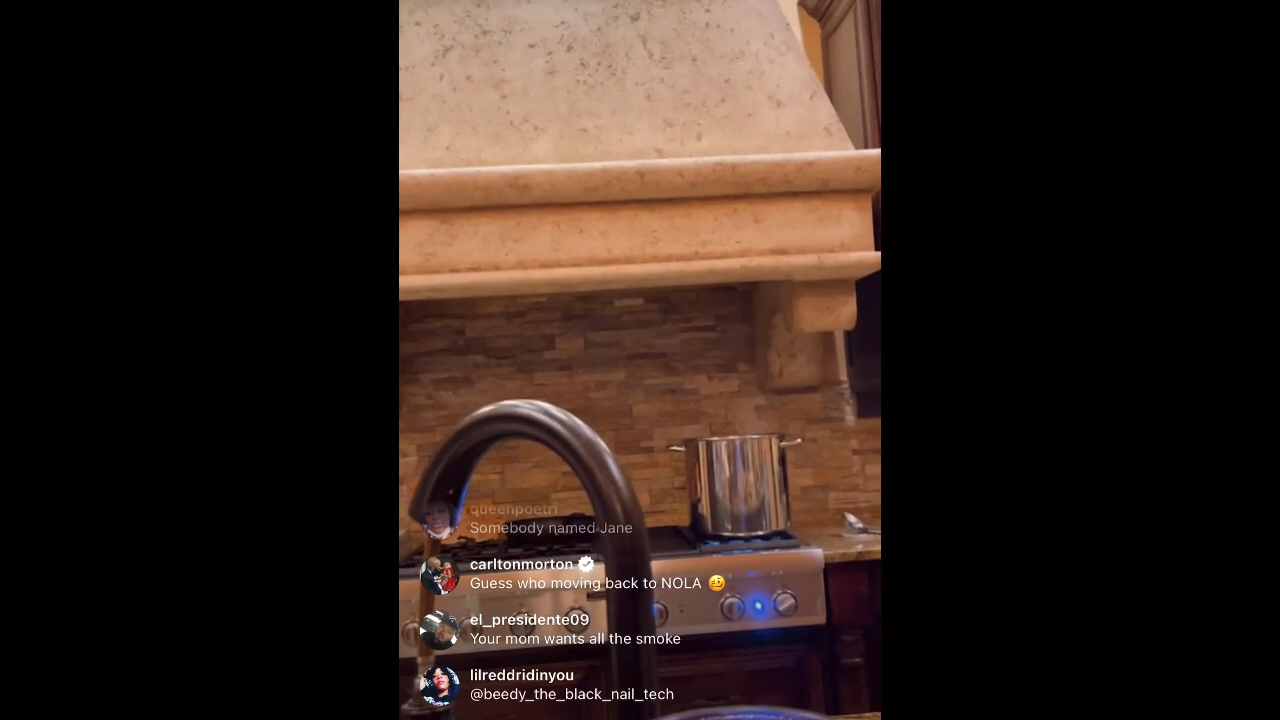 queenpoetri
Somebody named Jane
carltonmorton
Guess who moving back to NOLA 🥴
el_presidente09
Your mom wants all the smoke
lilreddridinyou
@beedy_the_black_nail_tech